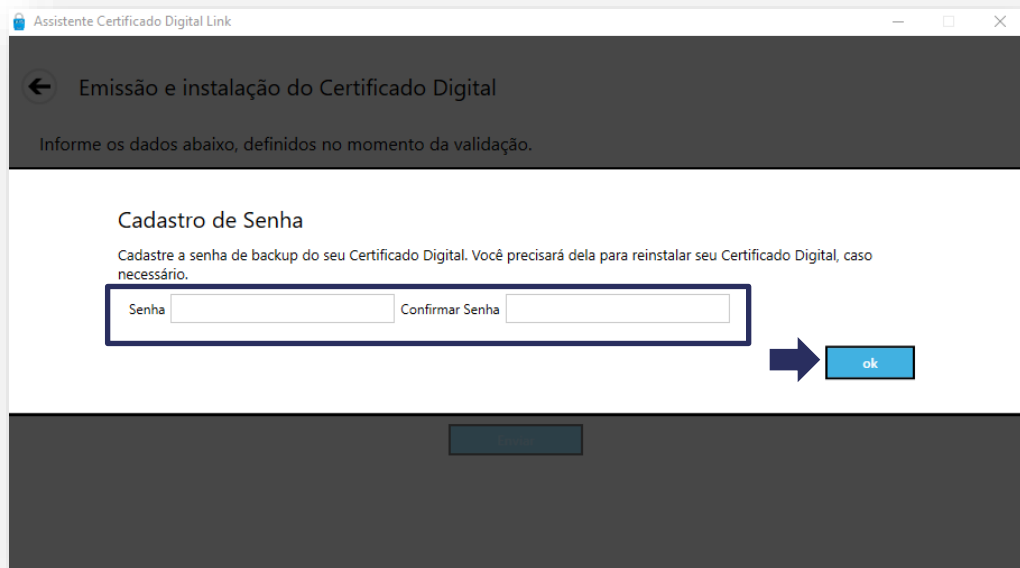 Assistente Certificado Digital Link
Emissão e instalação do Certificado Digital
Informe os dados abaixo, definidos no momento da validação.
Cadastro de Senha
Cadastre a senha de backup do seu Certificado Digital. Você precisará dela para reinstalar seu Certificado Digital, caso
necessário.
Senha Confirmar Senha
ok